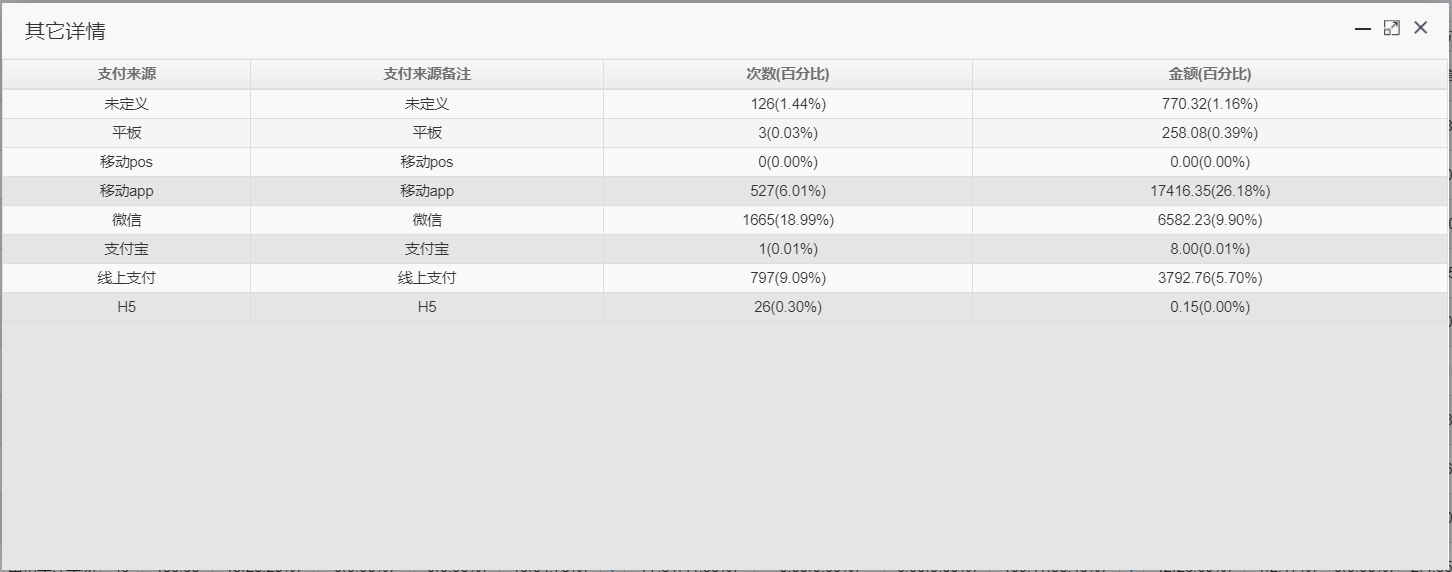 其它详情
支付来源 支付来源备注 次数(百分比) 金额(百分比)
未定义 未定义 126(1.44%) 770.32(1.16%)
平板 平板 3(0.03%) 258.08(0.39%)
移动pos 移动pos 0(0.00%) 0.00(0.00%)
移动app 移动app 527(6.01%) 17416.35(26.18%)
微信 微信 1665(18.99%) 6582.23(9.90%)
支付宝 支付宝 1(0.01%) 8.00(0.01%)
线上支付 线上支付 797(9.09%) 3792.76(5.70%)
H5 H5 26(0.30%) 0.15(0.00%)